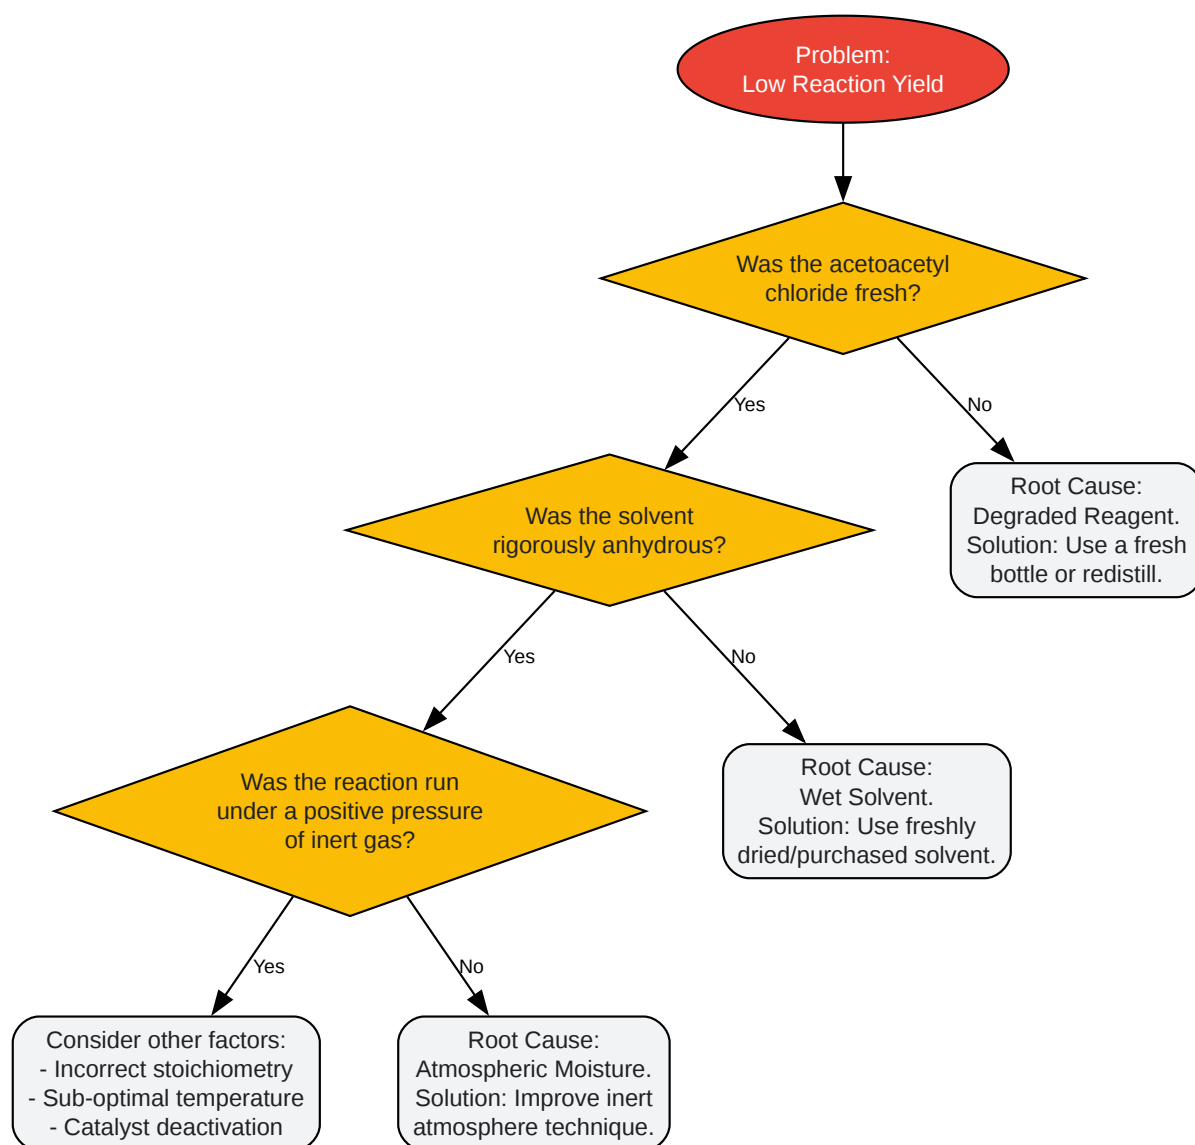 Problem:
Low Reaction Yield
Was the acetoacetyl
chloride fresh?
Yes
No
Was the solvent
rigorously anhydrous?
Root Cause:
Degraded Reagent.
Solution: Use a fresh
bottle or redistill.
Yes
No
Was the reaction run
under a positive pressure
of inert gas?
Root Cause:
Wet Solvent.
Solution: Use freshly
dried/purchased solvent.
Yes
No
Consider other factors:
- Incorrect stoichiometry
- Sub-optimal temperature
- Catalyst deactivation
Root Cause:
Atmospheric Moisture.
Solution: Improve inert
atmosphere technique.